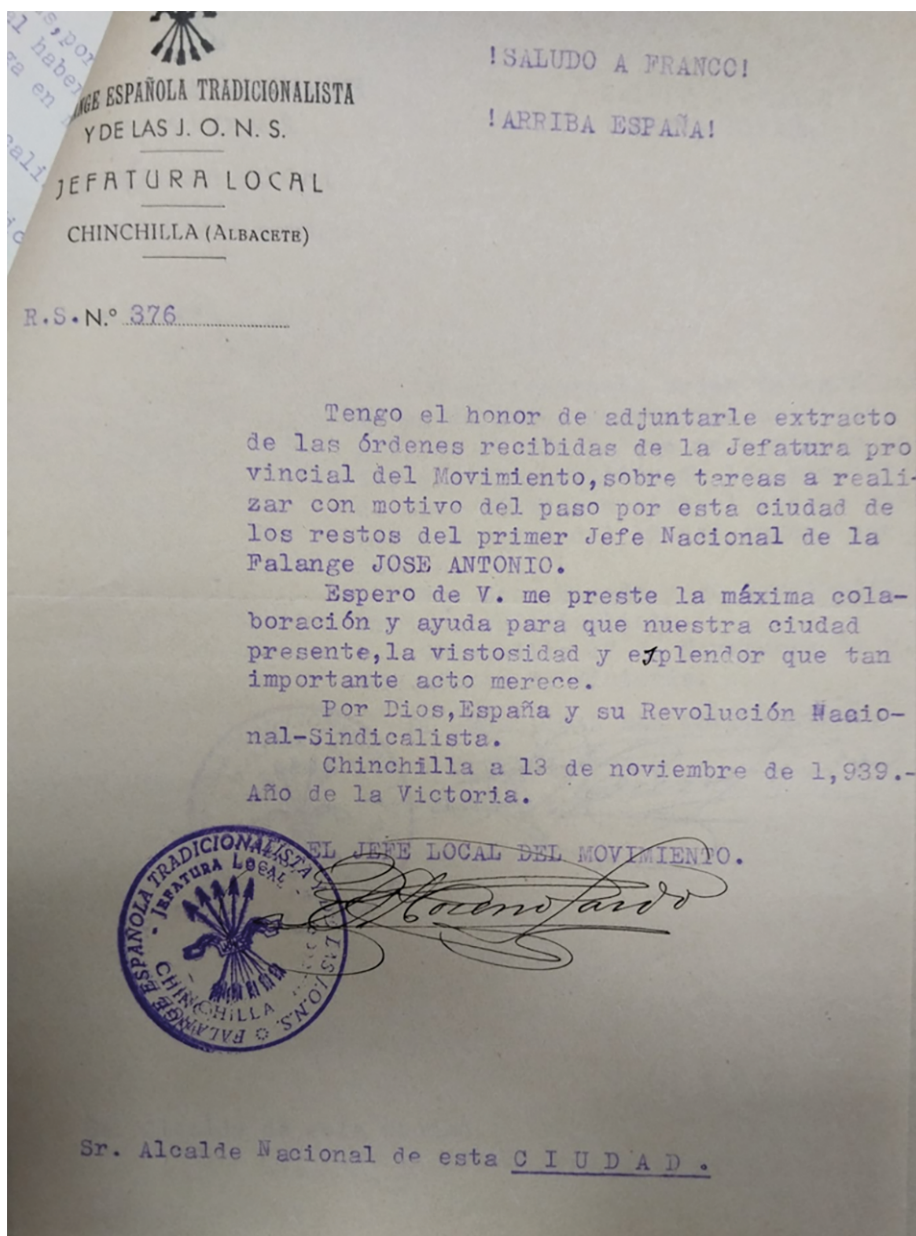 !SALUDO A FRANCO!
!ARRIBA ESPAÑA!
ESPAÑOLA TRADICIONALISTA
Y DE LAS J. O. N. S.
JEFATURA LOCAL
CHINCHILLA (ALBACETE)
R.S. N.º 376
Tengo el honor de adjuntarle extracto
de las órdenes recibidas de la Jefatura pro
vincial del Movimiento,sobre tareas a reali-
zar con motivo del paso por esta ciudad de
los restos del primer Jefe Nacional de la
Falange JOSE ANTONIO.
Espero de V. me preste la máxima cola-
boración y ayuda para que nuestra ciudad
presente,la vistosidad y esplendor que tan
importante acto merece.
Por Dios,España y su Revolución Nacio-
nal-Sindicalista.
Chinchilla a 13 de noviembre de 1,939.-
Año de la Victoria.
EL JEFE LOCAL DEL MOVIMIENTO.
Moreno Pardo
FALANGE ESPAÑOLA TRADICIONALISTA Y DE LAS J.O.N.S.
- JEFATURA LOCAL -
CHINCHILLA
Sr. Alcalde Nacional de esta C I U D A D .